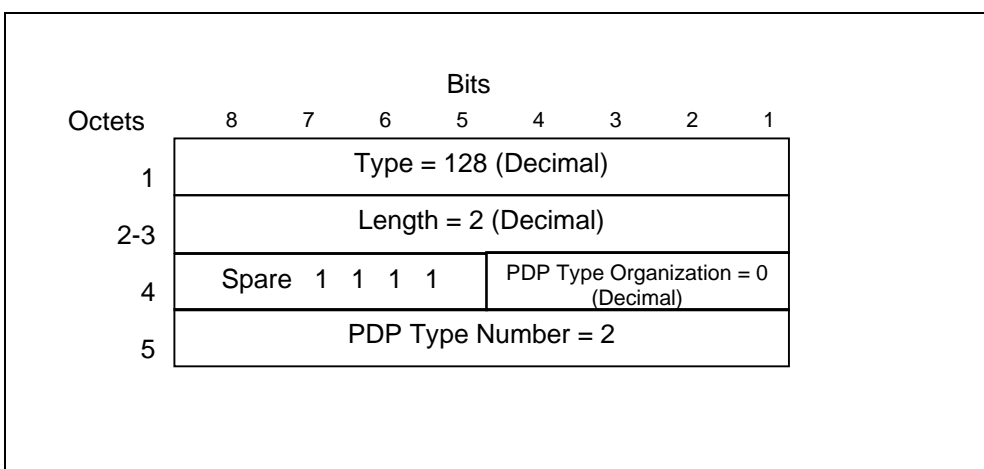 Bits
Octets 8 7 6 5 4 3 2 1
1 Type = 128 (Decimal)
2-3 Length = 2 (Decimal)
4 Spare 1 1 1 1 PDP Type Organization = 0
(Decimal)
5 PDP Type Number = 2